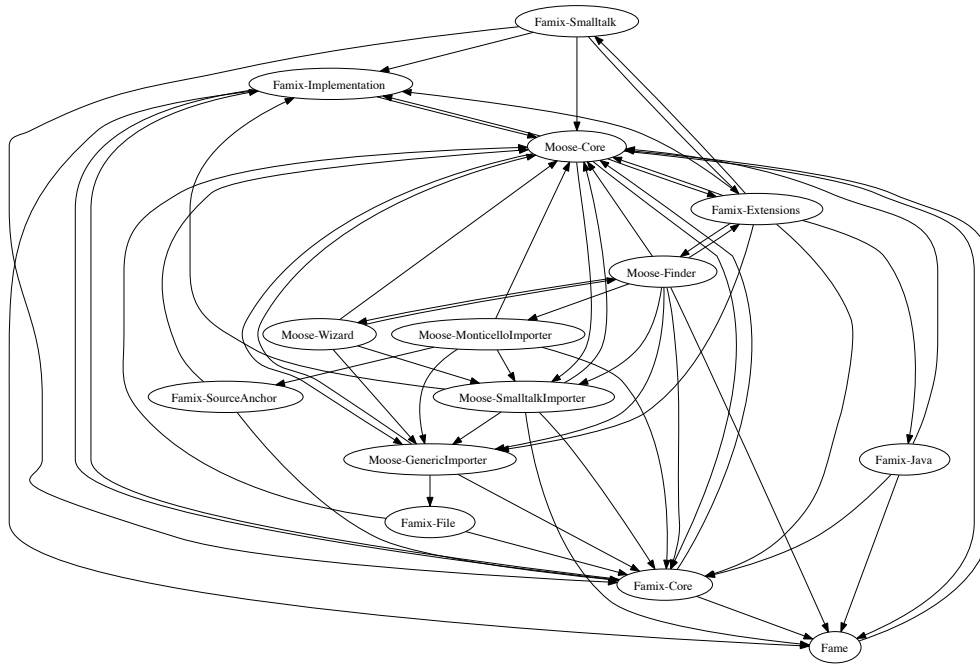 Famix-Smalltalk
Famix-Implementation
Moose-Core
Famix-Extensions
Moose-Finder
Moose-Wizard
Moose-MonticelloImporter
Famix-SourceAnchor
Moose-SmalltalkImporter
Moose-GenericImporter
Famix-Java
Famix-File
Famix-Core
Fame